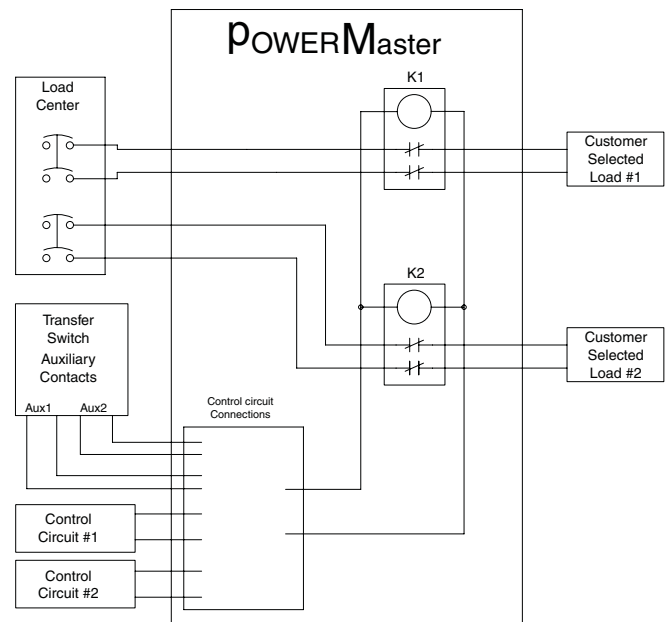 pOWERMaster
K1
Load
Center
Customer
Selected
Load #1
K2
Transfer
Switch
Auxiliary
Contacts
Aux1 Aux2
Customer
Selected
Load #2
Control circuit
Connections
Control
Circuit #1
Control
Circuit #2